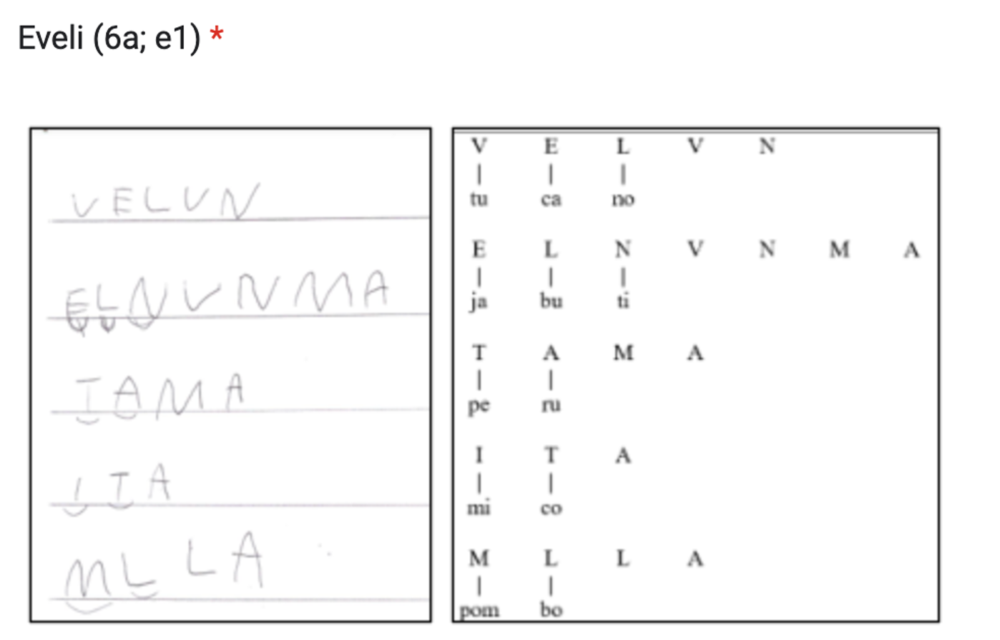 Eveli (6a; e1) *
VELUN
ELNVNMA
TAMA
ITA
MLLA
V E L V N
tu ca no
E L N V N M A
ja bu ti
T A M A
pe ru
I T A
mi co
M L L A
pom bo